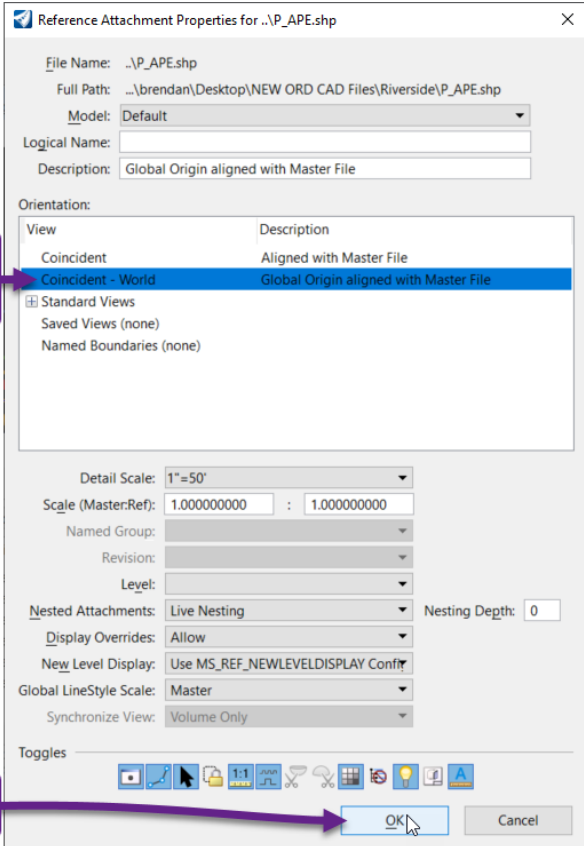 Reference Attachment Properties for ..\P_APE.shp
File Name: ..\P_APE.shp
Full Path: ...\brendan\Desktop\NEW ORD CAD Files\Riverside\P_APE.shp
Model: Default
Logical Name:
Description: Global Origin aligned with Master File
Orientation:
View Description
Coincident Aligned with Master File
Coincident - World Global Origin aligned with Master File
Standard Views
Saved Views (none)
Named Boundaries (none)
Detail Scale: 1"=50'
Scale (Master:Ref): 1.000000000 : 1.000000000
Named Group:
Revision:
Level:
Nested Attachments: Live Nesting Nesting Depth: 0
Display Overrides: Allow
New Level Display: Use MS_REF_NEWLEVELDISPLAY Confi
Global LineStyle Scale: Master
Synchronize View: Volume Only
Toggles
1:1 A
OK Cancel